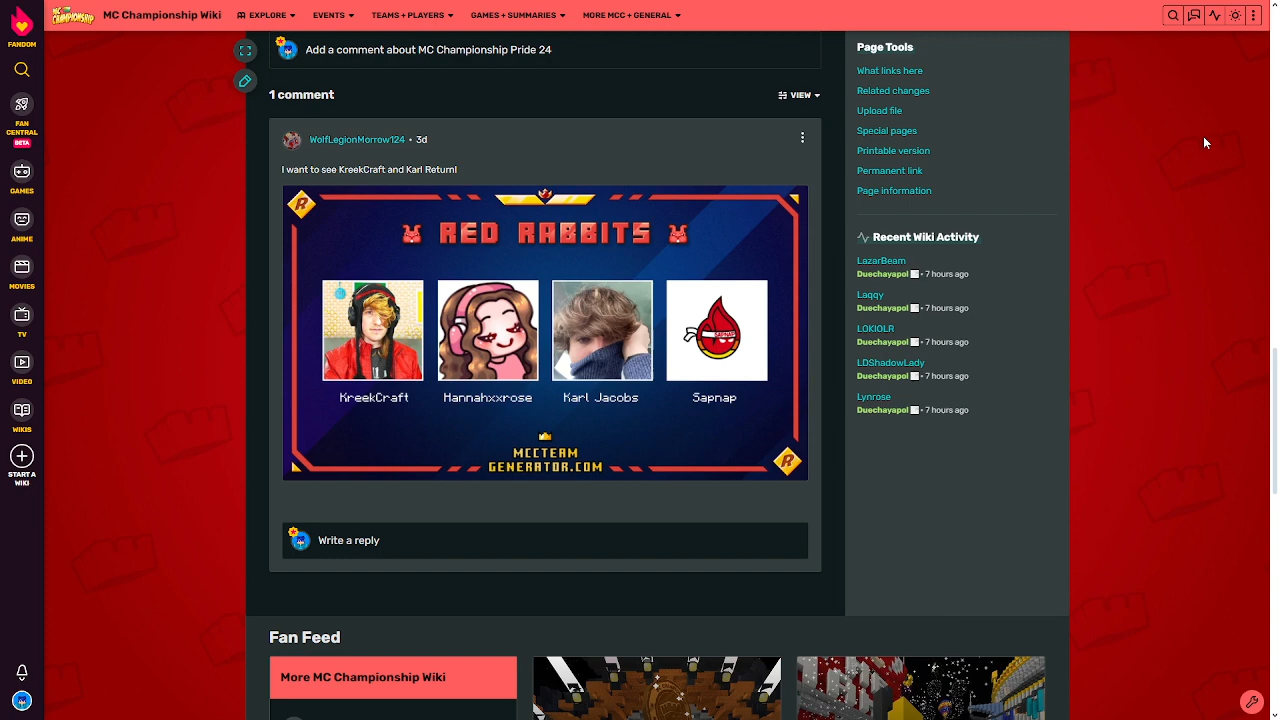 MC CHAMPIONSHIP
MC Championship Wiki
EXPLORE
EVENTS
TEAMS + PLAYERS
GAMES + SUMMARIES
MORE MCC + GENERAL
FANDOM
FAN
CENTRAL
BETA
GAMES
ANIME
MOVIES
TV
VIDEO
WIKIS
START A
WIKI
Add a comment about MC Championship Pride 24
1 comment
VIEW
WolfLegionMorrow124 • 3d
I want to see KreekCraft and Karl Return!
R
RED RABBITS
SAPNAP
KreekCraft
Hannahxxrose
Karl Jacobs
Sapnap
MCCTEAM
GENERATOR.COM
R
Write a reply
Page Tools
What links here
Related changes
Upload file
Special pages
Printable version
Permanent link
Page information
Recent Wiki Activity
LazarBeam
Duechayapol • 7 hours ago
Laqqy
Duechayapol • 7 hours ago
LOKIOLR
Duechayapol • 7 hours ago
LDShadowLady
Duechayapol • 7 hours ago
Lynrose
Duechayapol • 7 hours ago
Fan Feed
More MC Championship Wiki